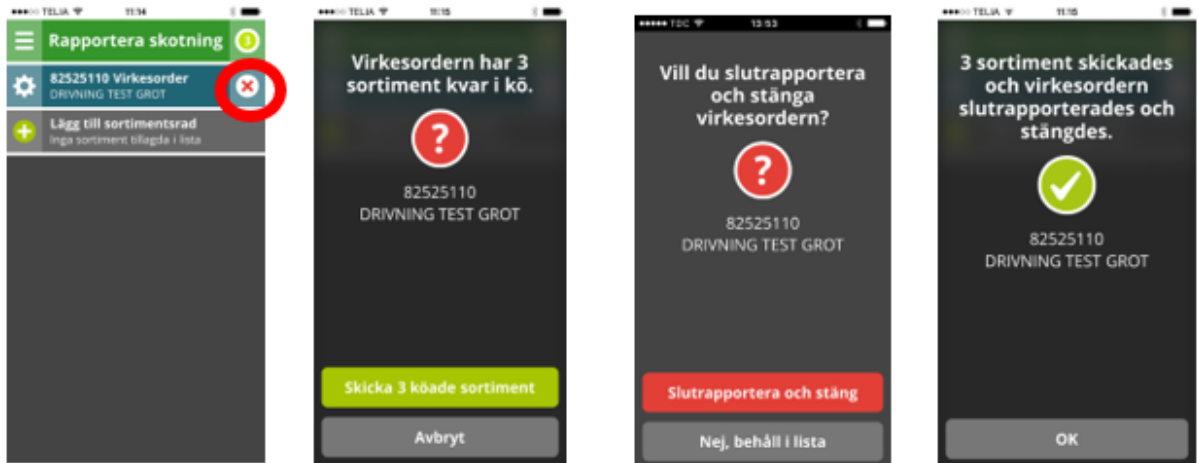 TELIA 11:14
Rapportera skotning 3
82525110 Virkesorder
DRIVNING TEST GROT
Lägg till sortimentsrad
Inga sortiment tillagda i lista
TELIA 11:15
Virkesordern har 3
sortiment kvar i kö.
?
82525110
DRIVNING TEST GROT
Skicka 3 köade sortiment
Avbryt
TDC 13:53
Vill du slutrapportera
och stänga
virkesordern?
?
82525110
DRIVNING TEST GROT
Slutrapportera och stäng
Nej, behåll i lista
TELIA 11:15
3 sortiment skickades
och virkesordern
slutrapporterades och
stängdes.
82525110
DRIVNING TEST GROT
OK